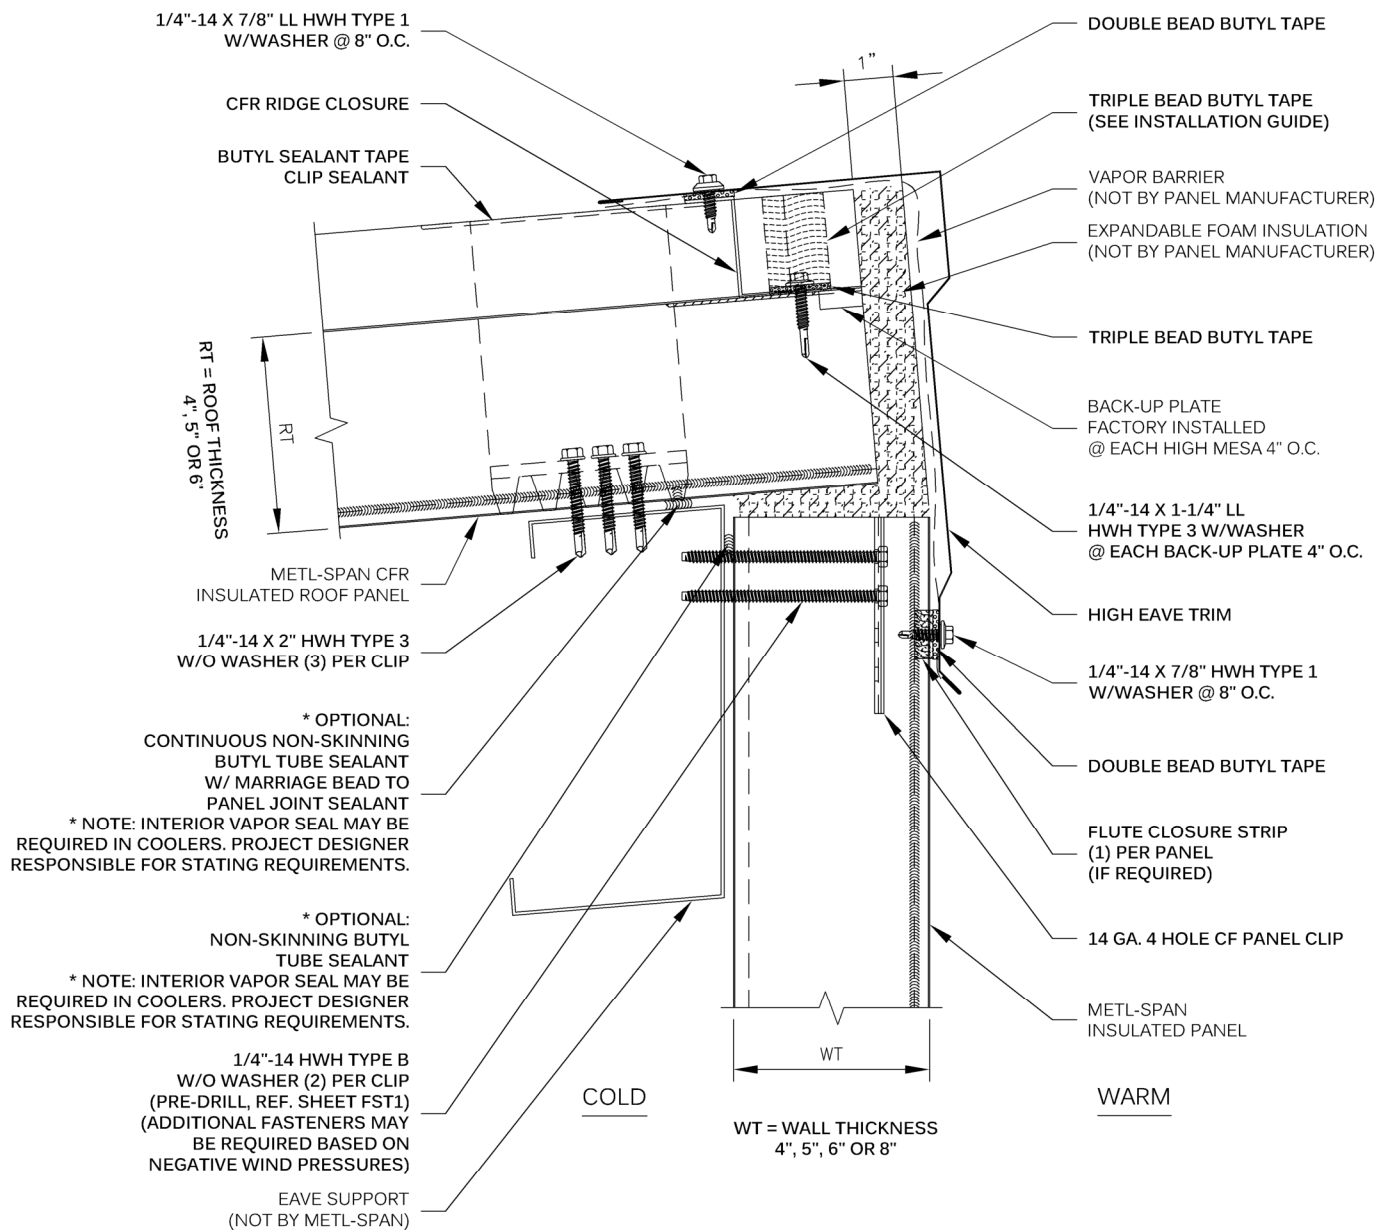 1/4"-14 X 7/8" LL HWH TYPE 1
W/WASHER @ 8" O.C.
CFR RIDGE CLOSURE
BUTYL SEALANT TAPE
CLIP SEALANT
RT = ROOF THICKNESS
4", 5" OR 6'
RT
METL-SPAN CFR
INSULATED ROOF PANEL
1/4"-14 X 2" HWH TYPE 3
W/O WASHER (3) PER CLIP
* OPTIONAL:
CONTINUOUS NON-SKINNING
BUTYL TUBE SEALANT
W/ MARRIAGE BEAD TO
PANEL JOINT SEALANT
* NOTE: INTERIOR VAPOR SEAL MAY BE
REQUIRED IN COOLERS. PROJECT DESIGNER
RESPONSIBLE FOR STATING REQUIREMENTS.
* OPTIONAL:
NON-SKINNING BUTYL
TUBE SEALANT
* NOTE: INTERIOR VAPOR SEAL MAY BE
REQUIRED IN COOLERS. PROJECT DESIGNER
RESPONSIBLE FOR STATING REQUIREMENTS.
1/4"-14 HWH TYPE B
W/O WASHER (2) PER CLIP
(PRE-DRILL, REF. SHEET FST1)
(ADDITIONAL FASTENERS MAY
BE REQUIRED BASED ON
NEGATIVE WIND PRESSURES)
EAVE SUPPORT
(NOT BY METL-SPAN)
1"
DOUBLE BEAD BUTYL TAPE
TRIPLE BEAD BUTYL TAPE
(SEE INSTALLATION GUIDE)
VAPOR BARRIER
(NOT BY PANEL MANUFACTURER)
EXPANDABLE FOAM INSULATION
(NOT BY PANEL MANUFACTURER)
TRIPLE BEAD BUTYL TAPE
BACK-UP PLATE
FACTORY INSTALLED
@ EACH HIGH MESA 4" O.C.
1/4"-14 X 1-1/4" LL
HWH TYPE 3 W/WASHER
@ EACH BACK-UP PLATE 4" O.C.
HIGH EAVE TRIM
1/4"-14 X 7/8" HWH TYPE 1
W/WASHER @ 8" O.C.
DOUBLE BEAD BUTYL TAPE
FLUTE CLOSURE STRIP
(1) PER PANEL
(IF REQUIRED)
14 GA. 4 HOLE CF PANEL CLIP
METL-SPAN
INSULATED PANEL
WT
COLD
WARM
WT = WALL THICKNESS
4", 5", 6" OR 8"